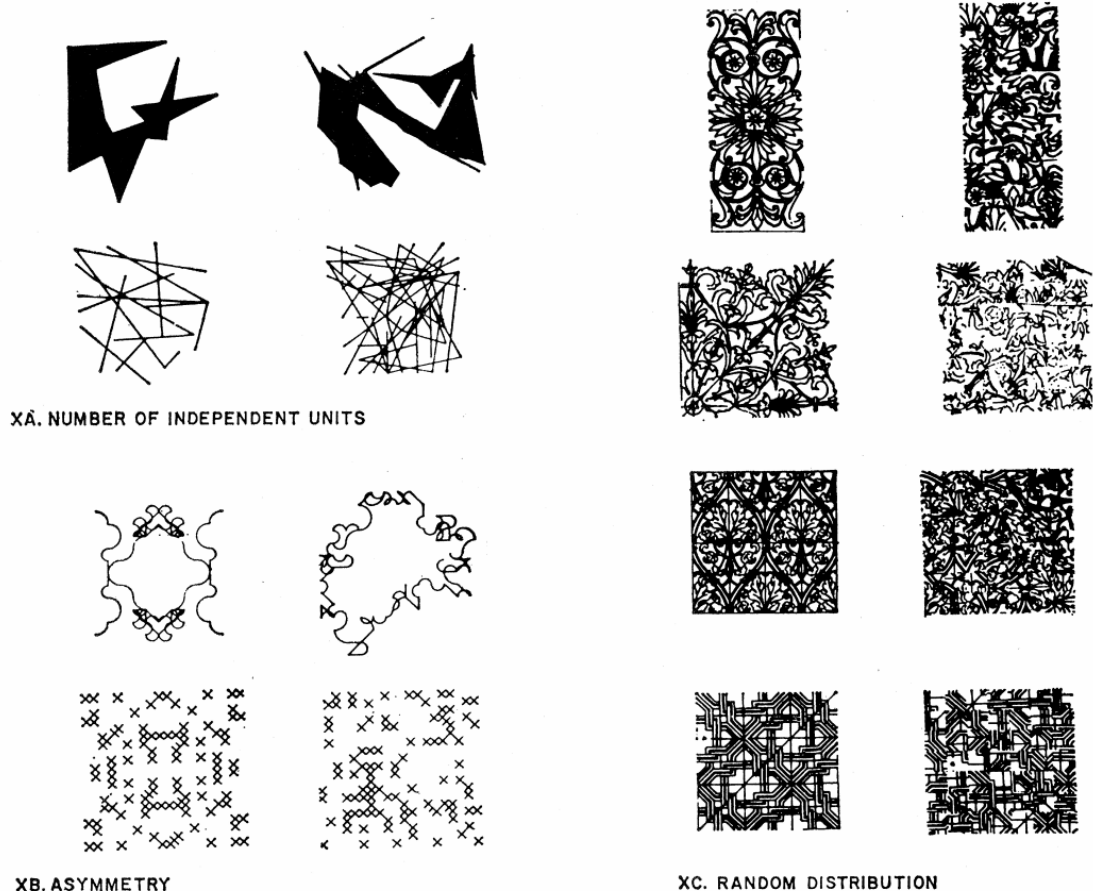 XA. NUMBER OF INDEPENDENT UNITS
XB. ASYMMETRY
XC. RANDOM DISTRIBUTION